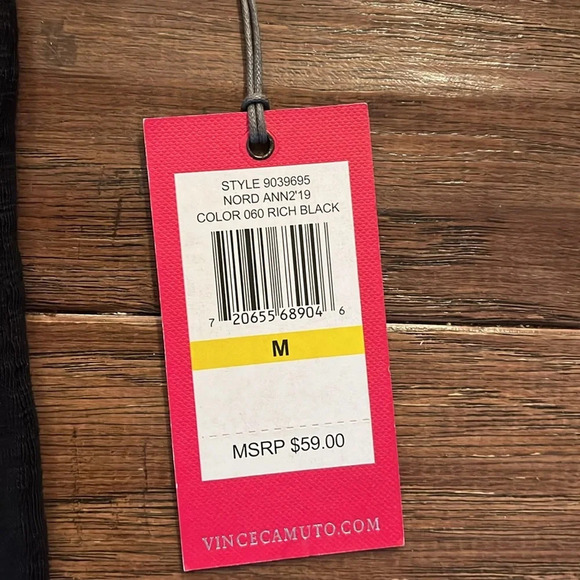 STYLE 9039695
NORD ANN2'19
COLOR 060 RICH BLACK
7 20655 68904 6
M
MSRP $59.00
VINCECAMUTO.COM